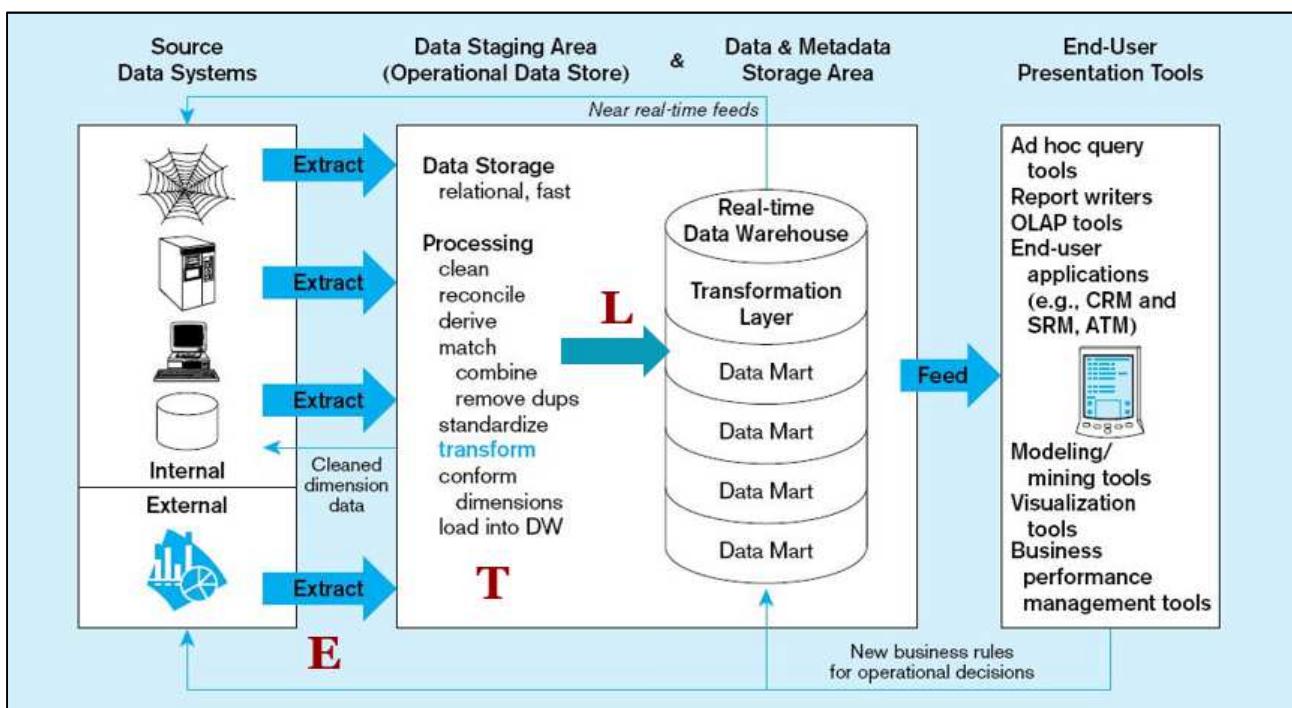 Source
Data Systems
Data Staging Area
(Operational Data Store)
&
Data & Metadata
Storage Area
End-User
Presentation Tools
Near real-time feeds
Extract
Extract
Extract
Internal
External
Extract
E
Data Storage
relational, fast
Processing
clean
reconcile
derive
match
combine
remove dups
standardize
transform
conform
dimensions
load into DW
Cleaned
dimension
data
T
L
Real-time
Data Warehouse
Transformation
Layer
Data Mart
Data Mart
Data Mart
Data Mart
Feed
Ad hoc query
tools
Report writers
OLAP tools
End-user
applications
(e.g., CRM and
SRM, ATM)
Modeling/
mining tools
Visualization
tools
Business
performance
management tools
New business rules
for operational decisions